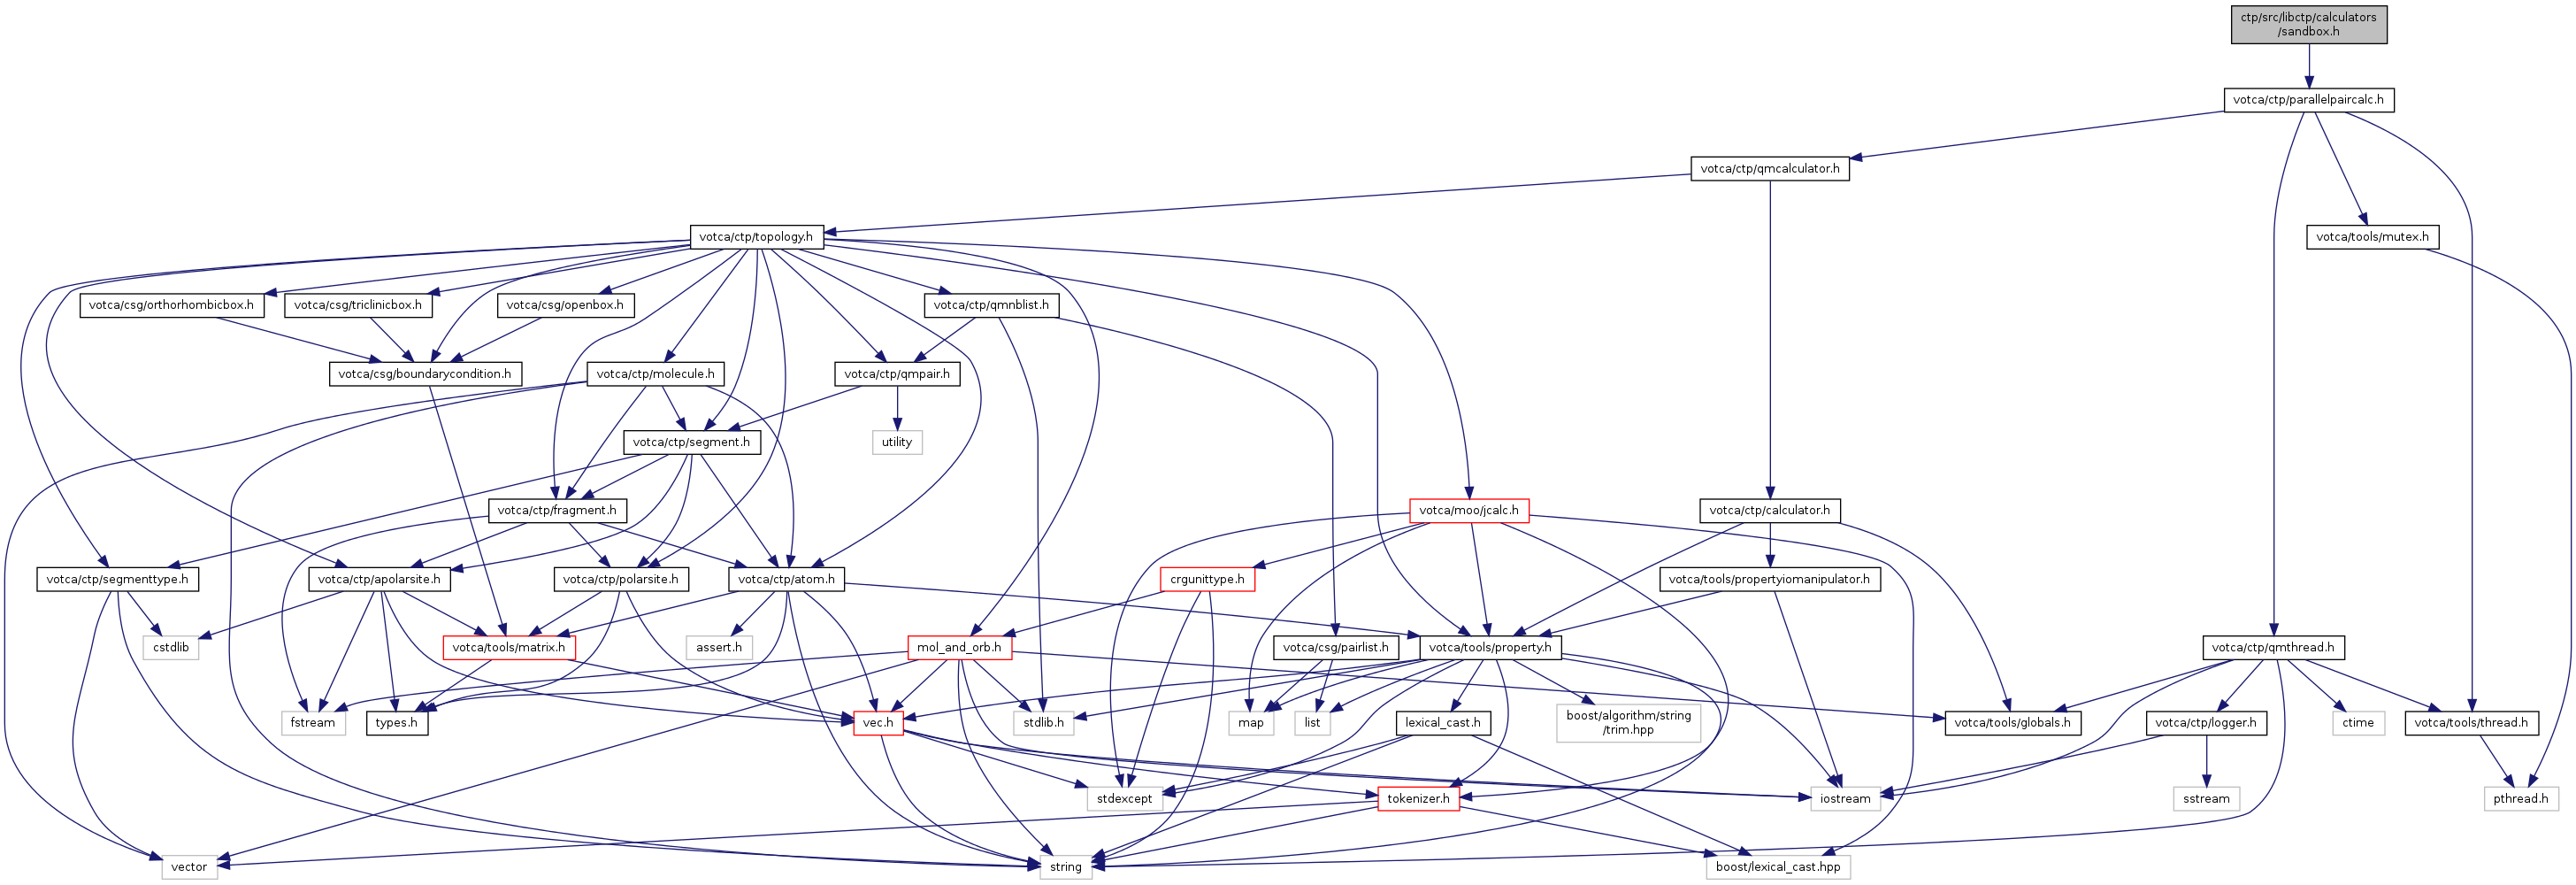 ctp/src/libctp/calculators
/sandbox.h
votca/ctp/parallelpaircalc.h
votca/ctp/qmcalculator.h
votca/ctp/topology.h
votca/tools/mutex.h
votca/csg/orthorhombicbox.h
votca/csg/triclinicbox.h
votca/csg/openbox.h
votca/ctp/qmnblist.h
votca/csg/boundarycondition.h
votca/ctp/molecule.h
votca/ctp/qmpair.h
votca/ctp/segment.h
utility
votca/ctp/fragment.h
votca/moo/jcalc.h
votca/ctp/calculator.h
votca/ctp/segmenttype.h
votca/ctp/apolarsite.h
votca/ctp/polarsite.h
votca/ctp/atom.h
crgunittype.h
votca/tools/propertyiomanipulator.h
cstdlib
votca/tools/matrix.h
assert.h
mol_and_orb.h
votca/csg/pairlist.h
votca/tools/property.h
votca/ctp/qmthread.h
fstream
types.h
vec.h
stdlib.h
map
list
lexical_cast.h
boost/algorithm/string
/trim.hpp
votca/tools/globals.h
votca/ctp/logger.h
ctime
votca/tools/thread.h
stdexcept
tokenizer.h
iostream
sstream
pthread.h
vector
string
boost/lexical_cast.hpp